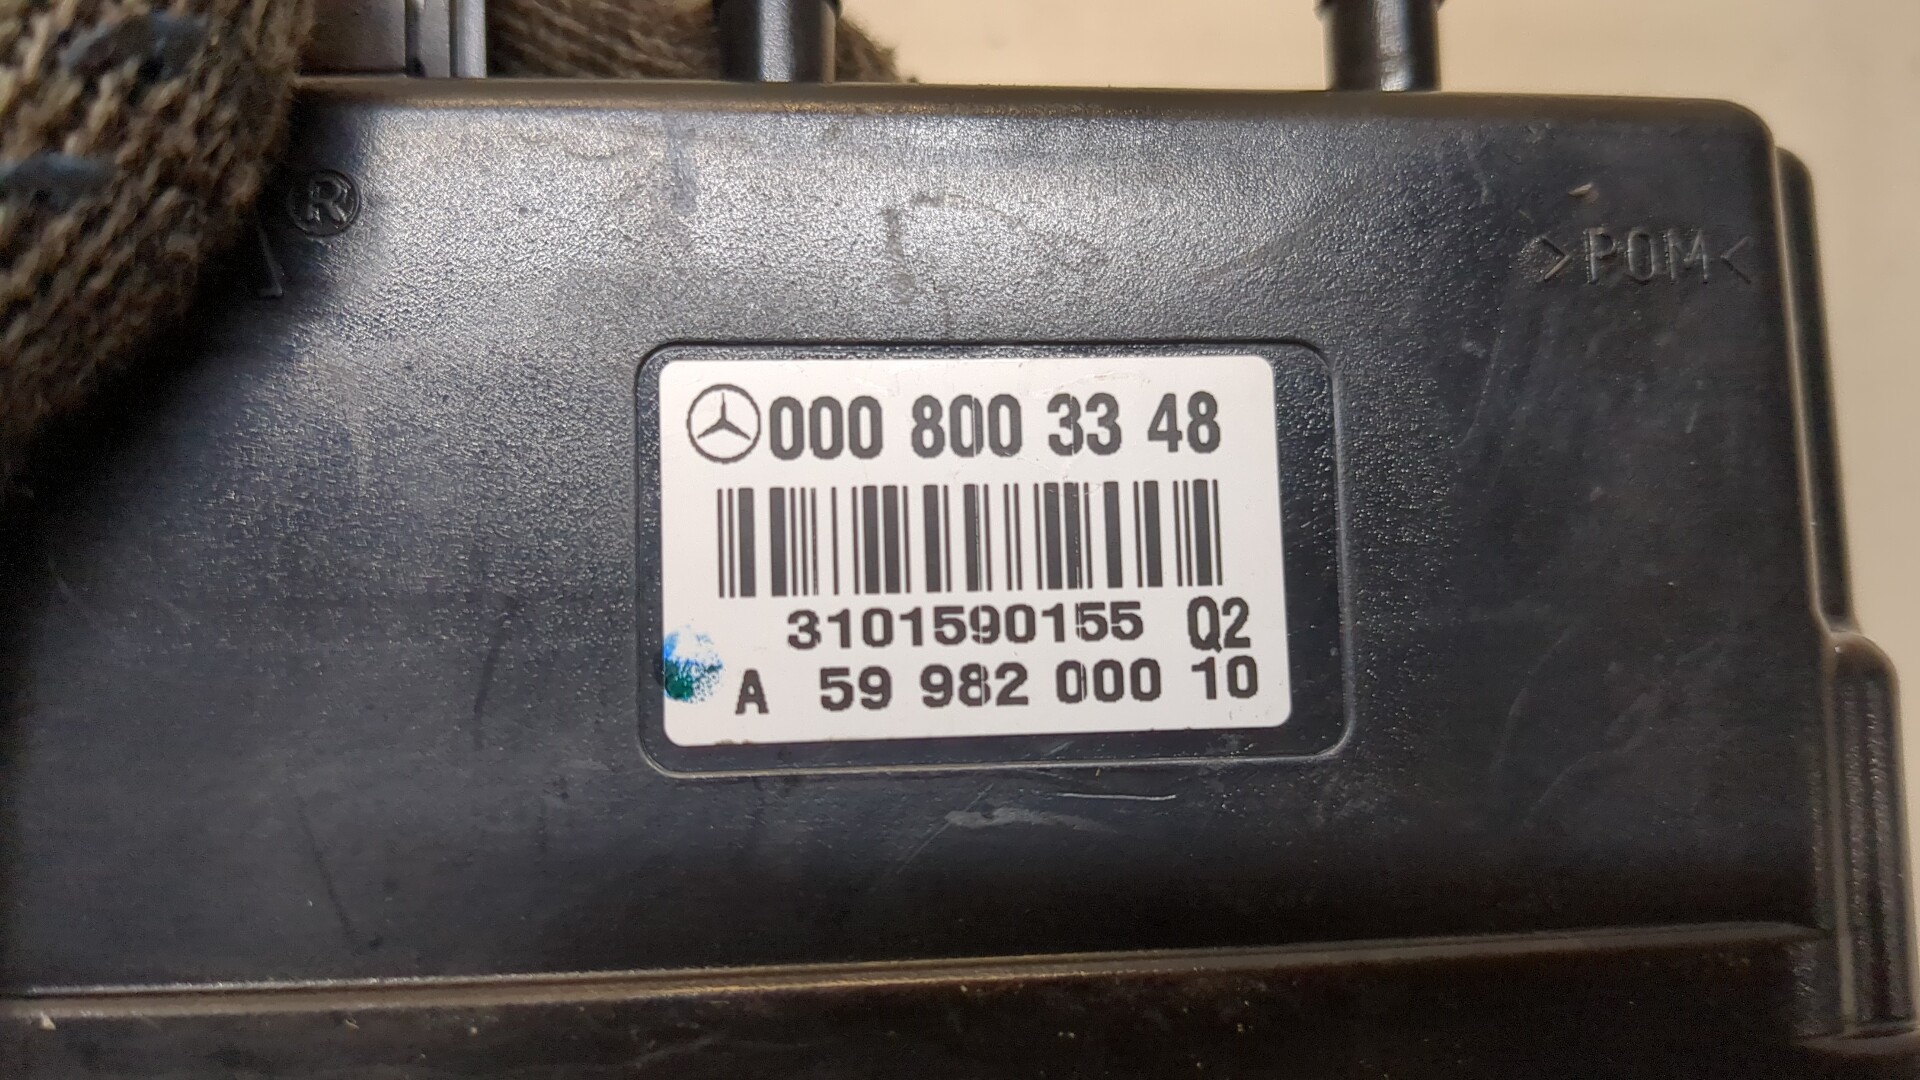 ®
>POM<
000 800 33 48
3101590155 Q2
A 59 982 000 10